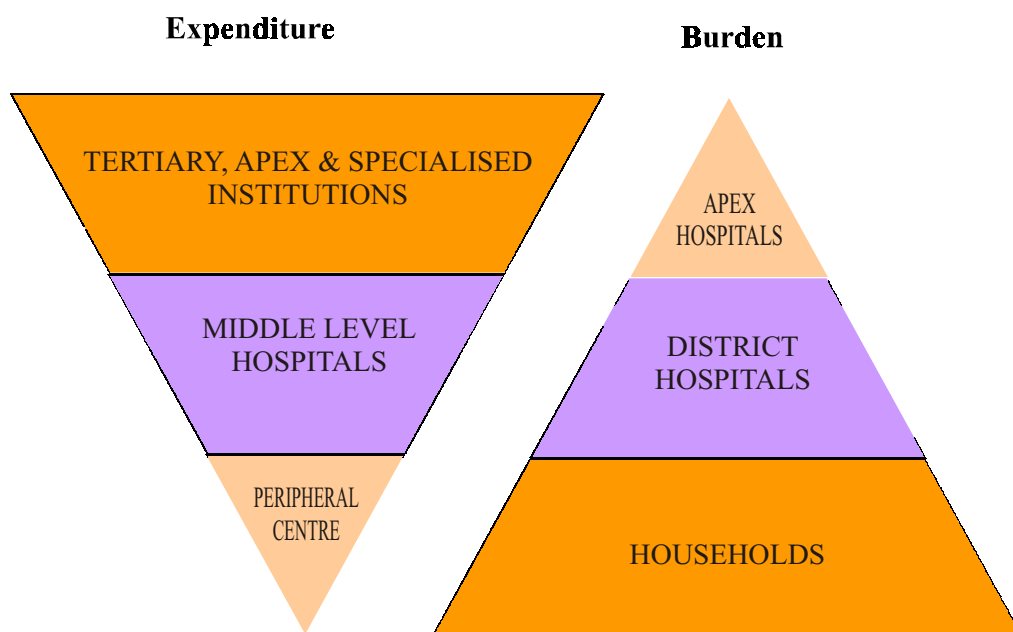 Expenditure
TERTIARY, APEX & SPECIALISED
INSTITUTIONS
MIDDLE LEVEL
HOSPITALS
PERIPHERAL
CENTRE
Burden
APEX
HOSPITALS
DISTRICT
HOSPITALS
HOUSEHOLDS